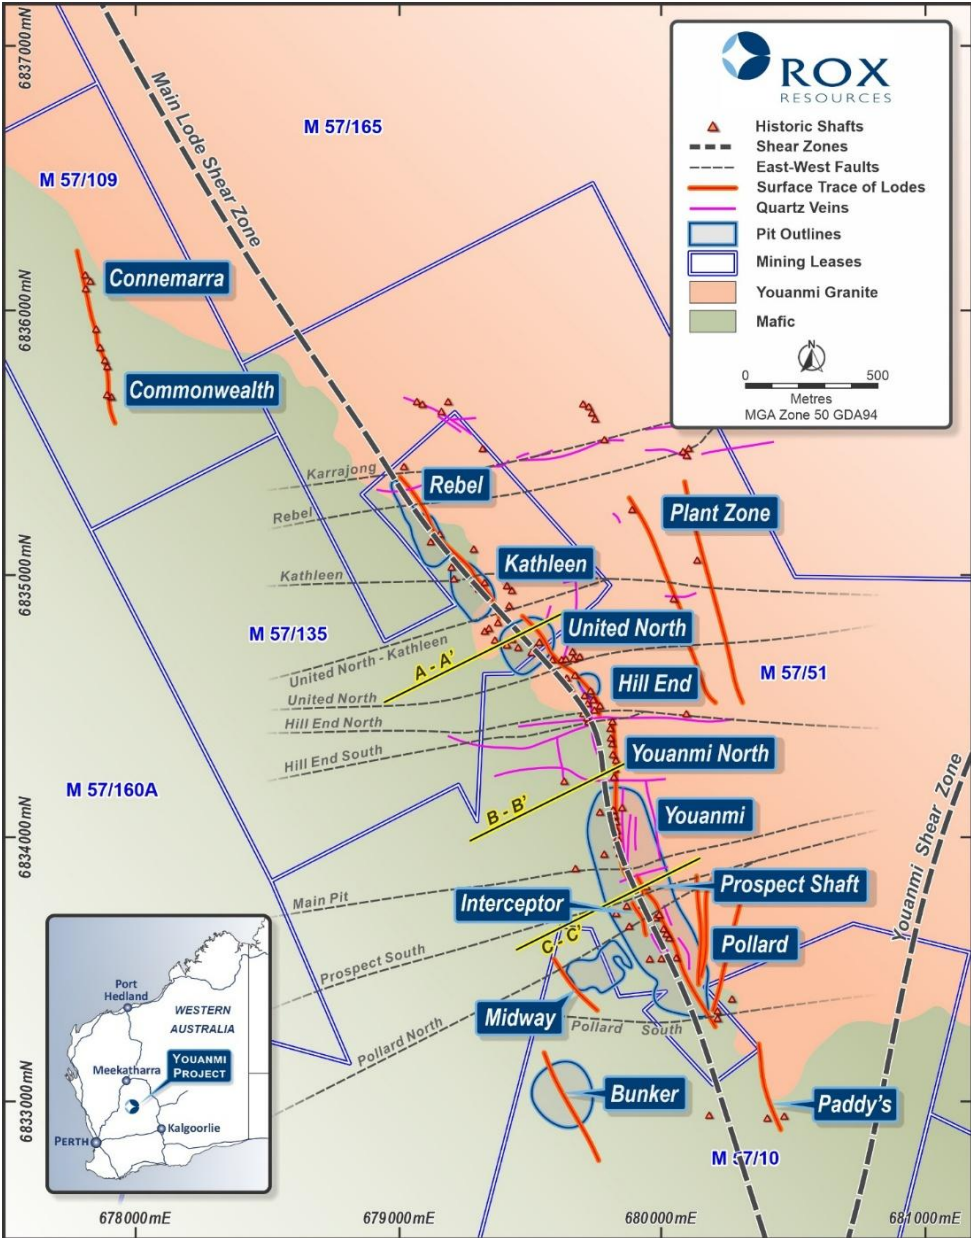 6837000mN
6836000mN
6835000mN
6834000mN
6833000mN
ROX
RESOURCES
Historic Shafts
Shear Zones
East-West Faults
Surface Trace of Lodes
Quartz Veins
Pit Outlines
Mining Leases
Youanmi Granite
Mafic
N
0 500
Metres
MGA Zone 50 GDA94
Main Lode Shear Zone
M 57/165
M 57/109
Connemarra
Commonwealth
Karrajong
Rebel
Rebel
Plant Zone
Kathleen
Kathleen
United North
M 57/135
United North - Kathleen
A - A'
M 57/51
Hill End
United North
Hill End North
Hill End South
Youanmi North
M 57/160A
B - B'
Youanmi
Youanmi Shear Zone
Main Pit
Prospect Shaft
Interceptor
C - C'
Pollard
Prospect South
Midway
Pollard South
Pollard North
Bunker
Paddy's
M 57/10
Port
Hedland
WESTERN
AUSTRALIA
Meekatharra
YOUANMI
PROJECT
Kalgoorlie
PERTH
678000mE
679000mE
680000mE
681000mE